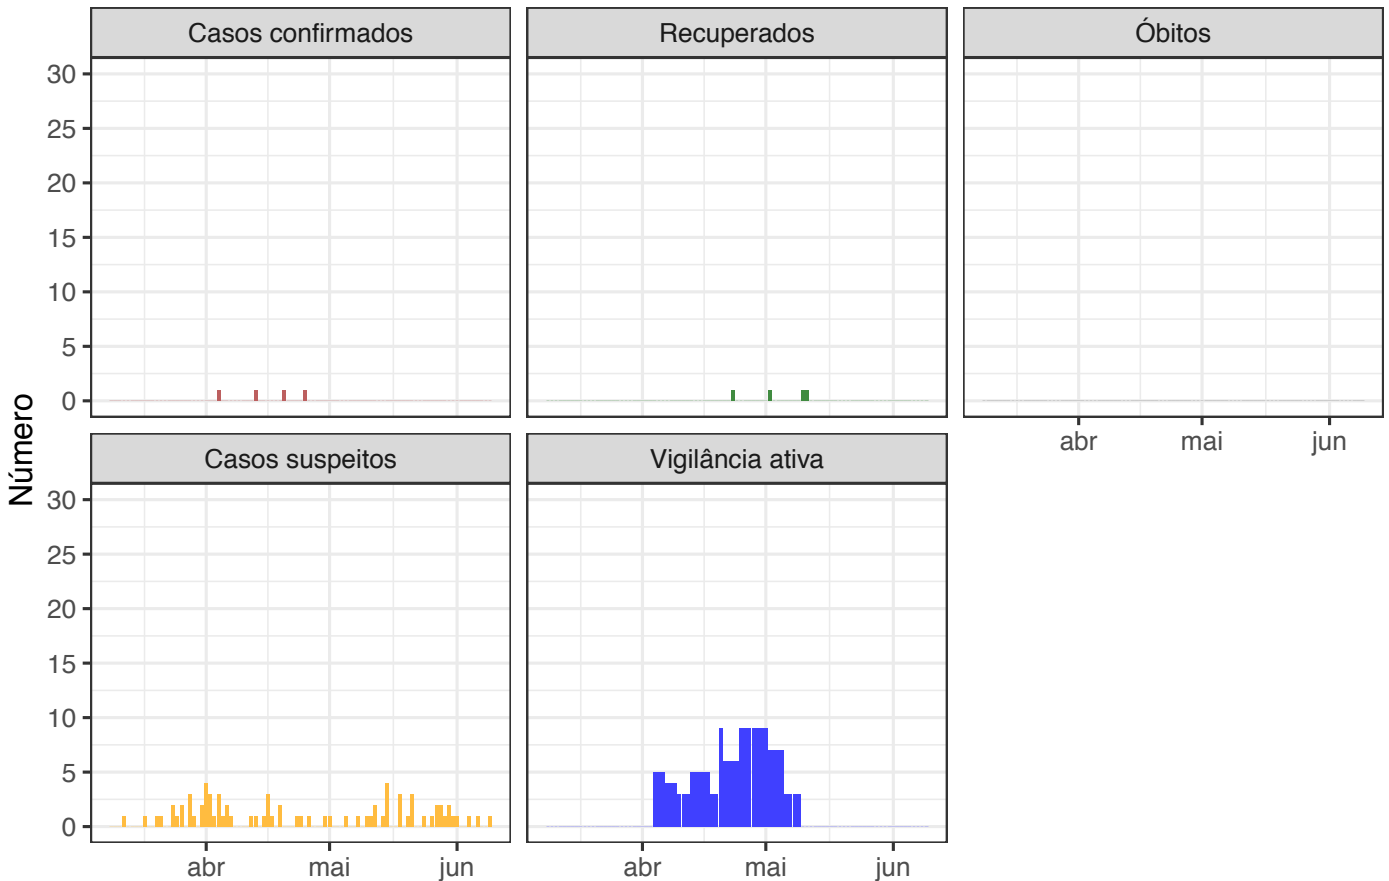 Casos confirmados
Recuperados
Óbitos
30
25
20
15
10
5
0
abr mai jun
Número
Casos suspeitos
Vigilância ativa
30
25
20
15
10
5
0
abr mai jun
abr mai jun